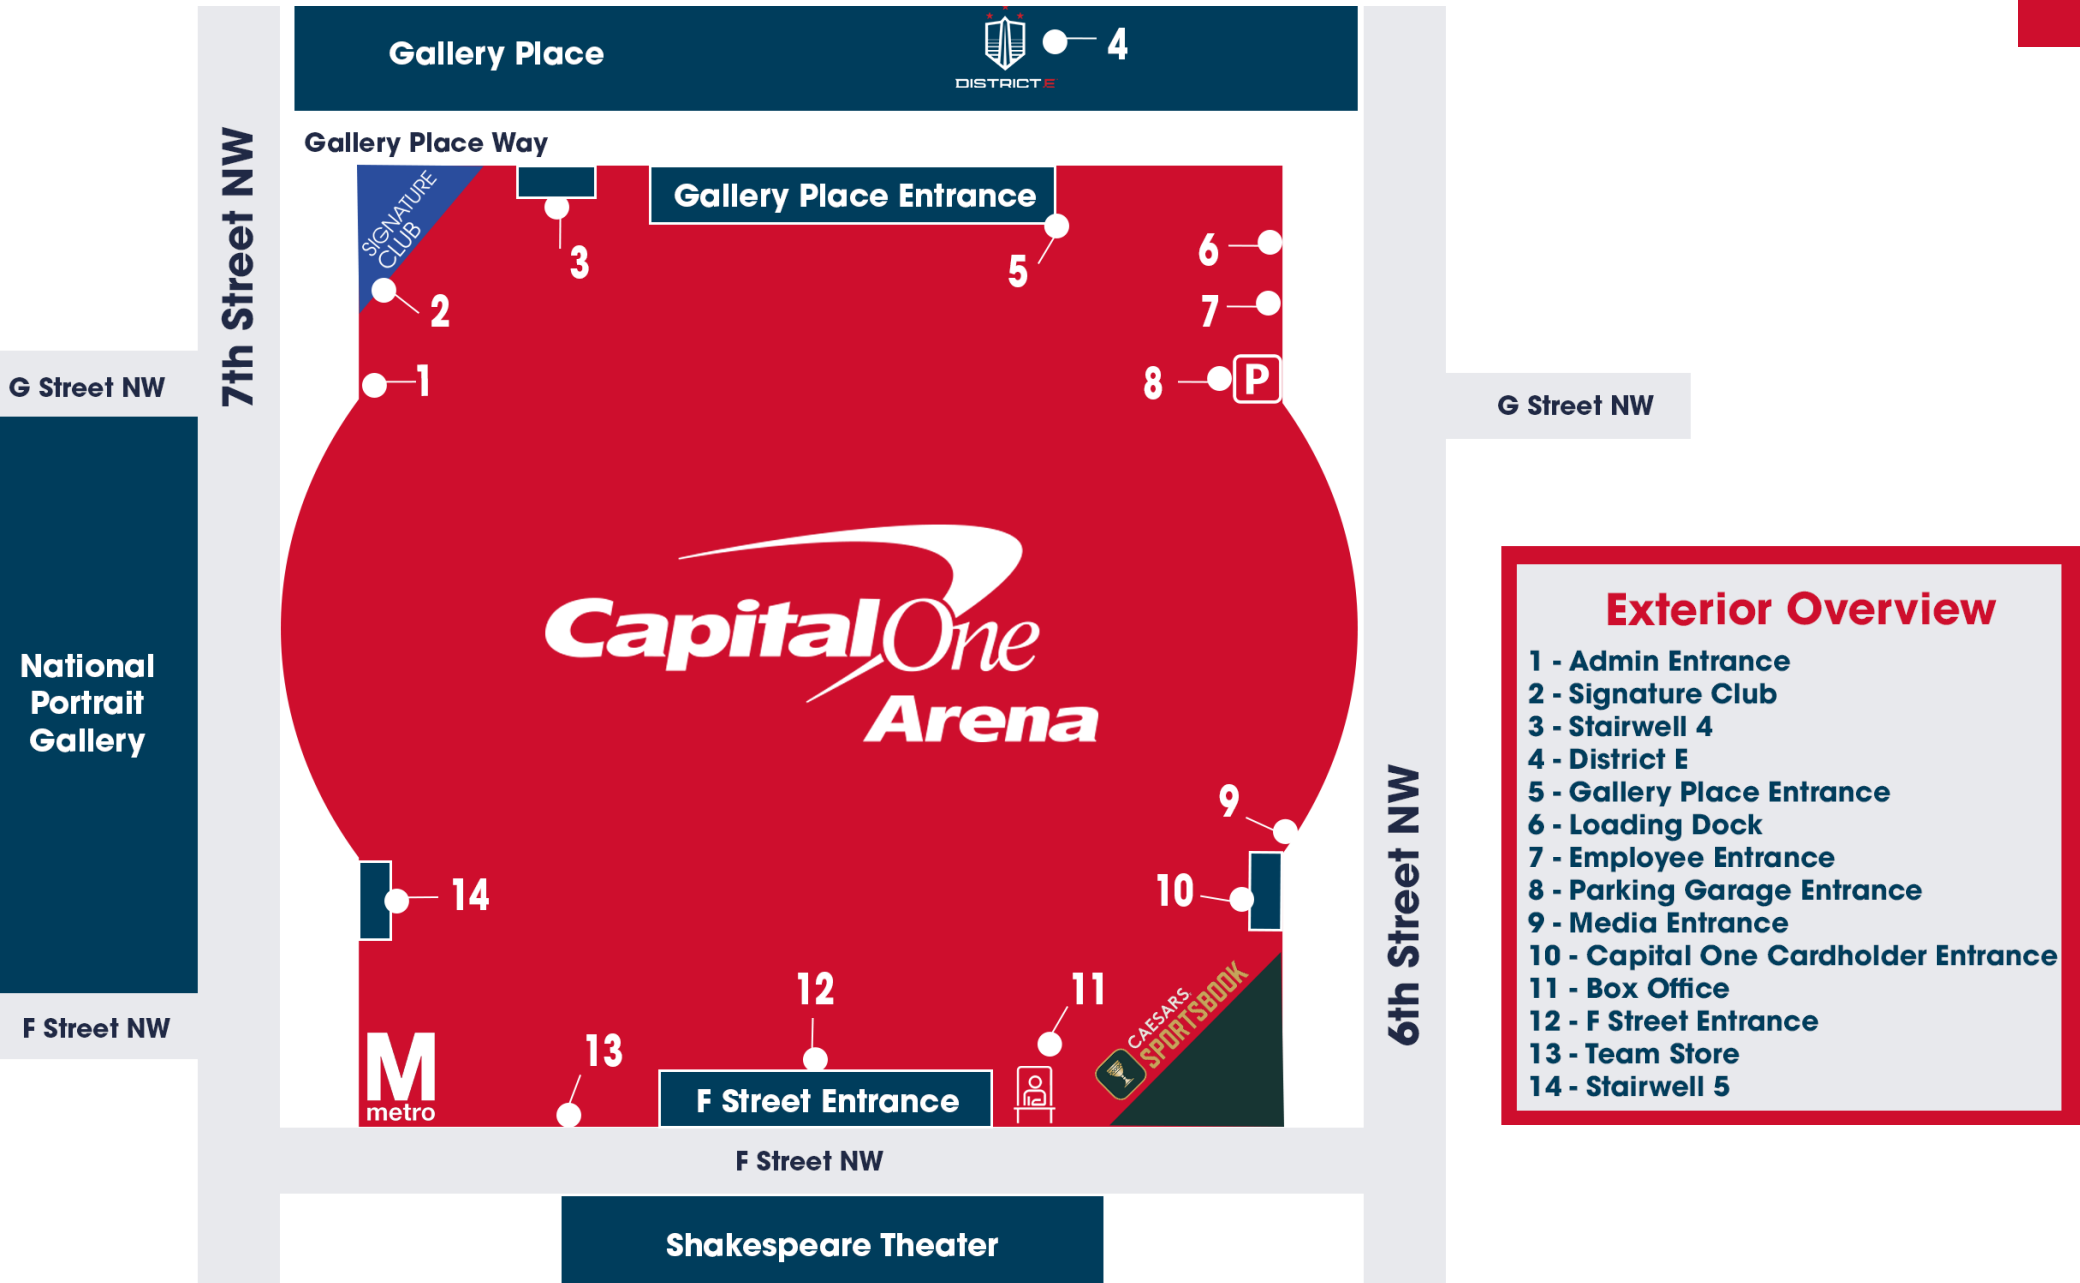 Gallery Place
DISTRICT E
4
Gallery Place Way
SIGNATURE
CLUB
Gallery Place Entrance
3
5
6
2
7
1
8
P
7th Street NW
G Street NW
G Street NW
National
Portrait
Gallery
CapitalOne
Arena
9
14
10
6th Street NW
F Street NW
12
11
13
CAESARS
SPORTSBOOK
M
metro
F Street Entrance
F Street NW
Shakespeare Theater
Exterior Overview
1 - Admin Entrance
2 - Signature Club
3 - Stairwell 4
4 - District E
5 - Gallery Place Entrance
6 - Loading Dock
7 - Employee Entrance
8 - Parking Garage Entrance
9 - Media Entrance
10 - Capital One Cardholder Entrance
11 - Box Office
12 - F Street Entrance
13 - Team Store
14 - Stairwell 5